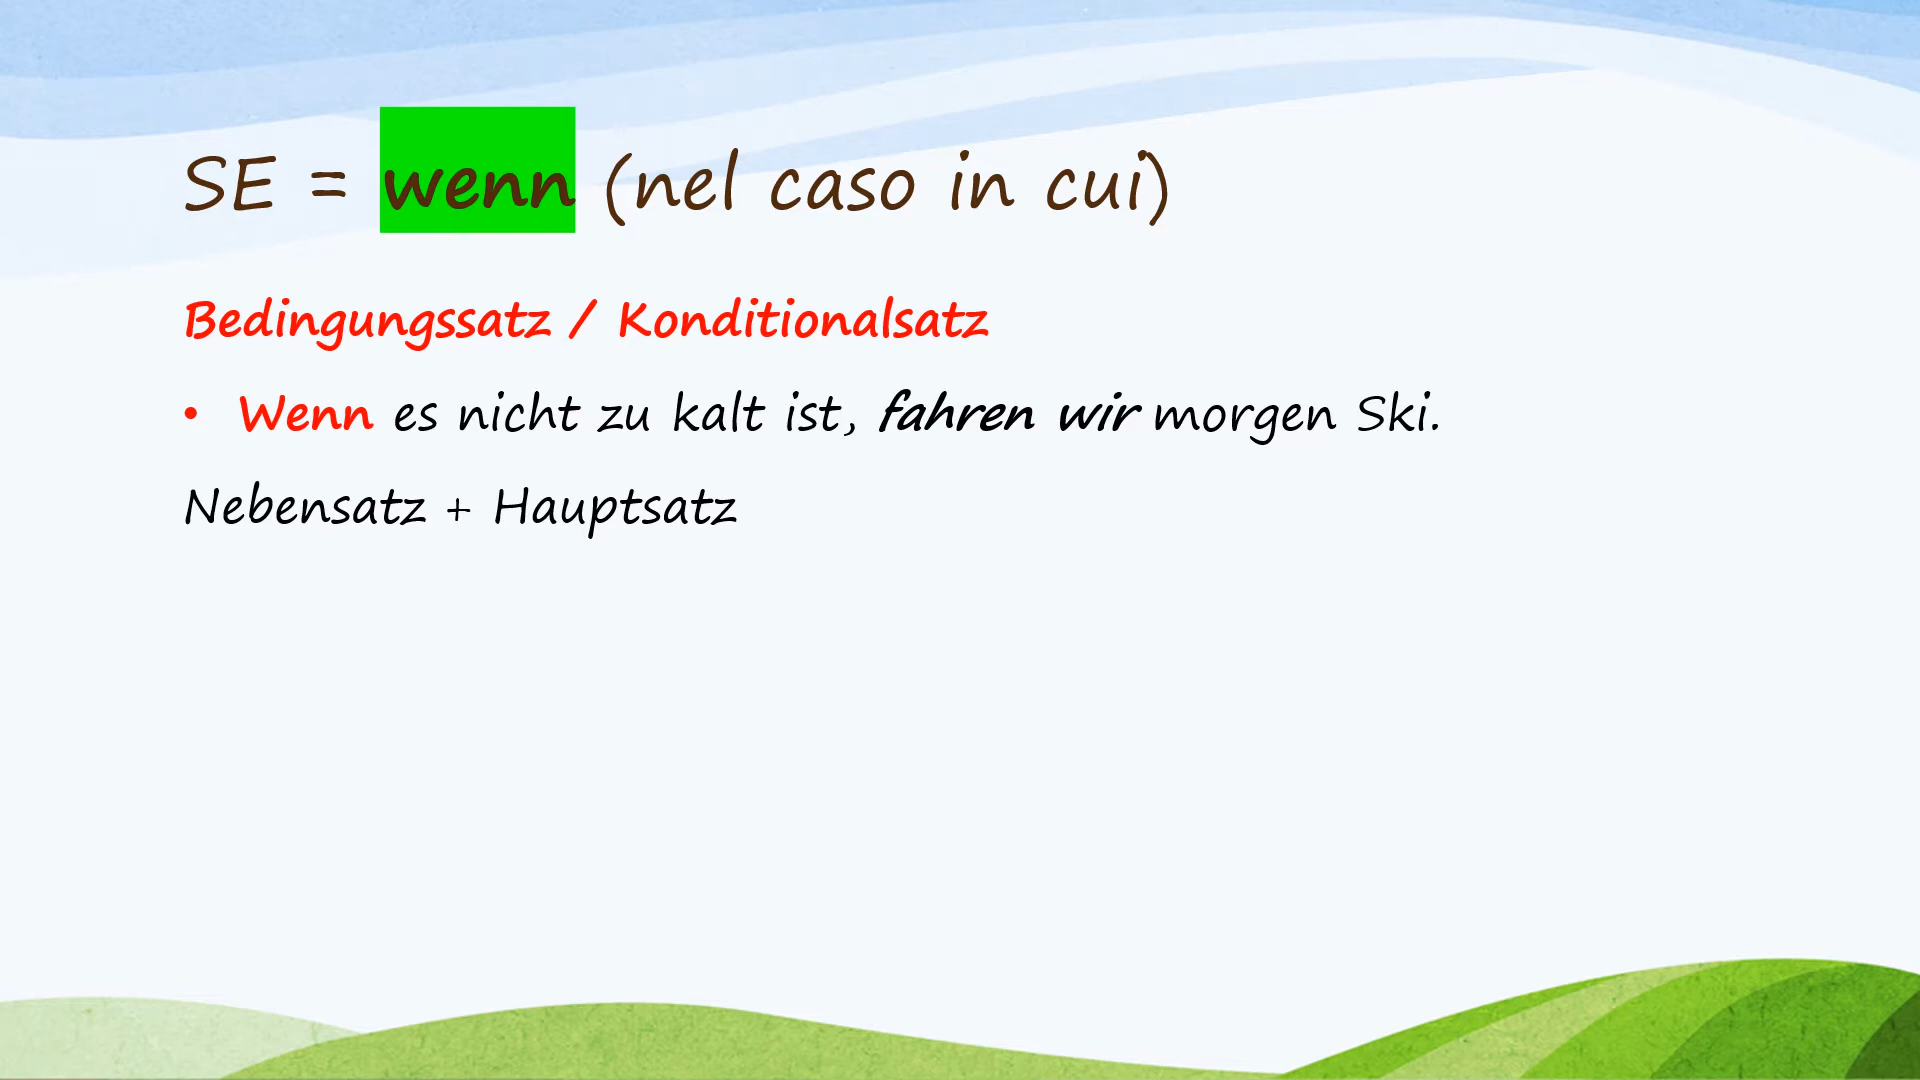 SE = wenn (nel caso in cui)
Bedingungssatz / Konditionalsatz
• Wenn es nicht zu kalt ist, fahren wir morgen Ski.
Nebensatz + Hauptsatz